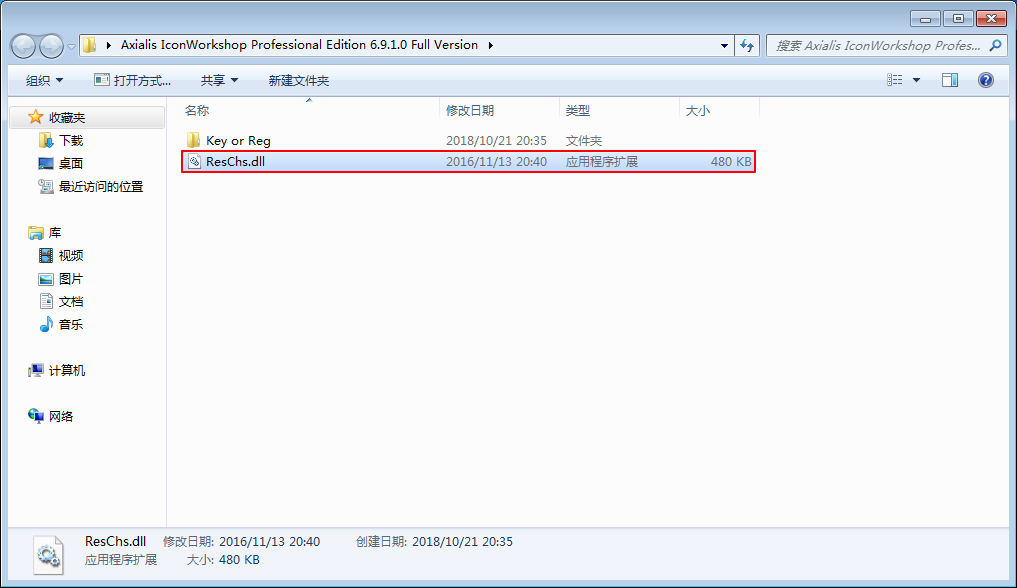 Axialis IconWorkshop Professional Edition 6.9.1.0 Full Version
搜索 Axialis IconWorkshop Profes...
组织 打开方式... 共享 新建文件夹
收藏夹
下载
桌面
最近访问的位置
库
视频
图片
文档
音乐
计算机
网络
名称 修改日期 类型 大小
Key or Reg 2018/10/21 20:35 文件夹
ResChs.dll 2016/11/13 20:40 应用程序扩展 480 KB
ResChs.dll 修改日期: 2016/11/13 20:40 创建日期: 2018/10/21 20:35
应用程序扩展 大小: 480 KB